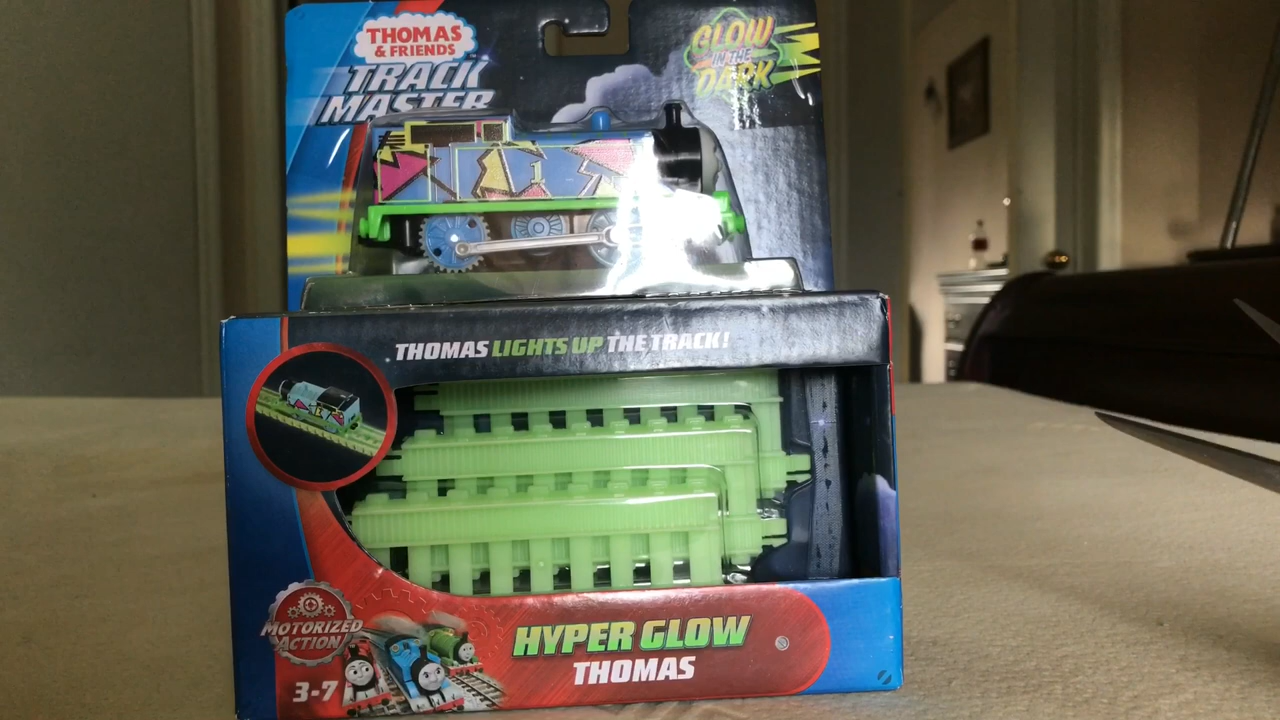 THOMAS
& FRIENDS
TRACK
MASTER
GLOW
IN THE
DARK
1
THOMAS LIGHTS UP THE TRACK!
MOTORIZED
ACTION
3-7
HYPER GLOW
THOMAS